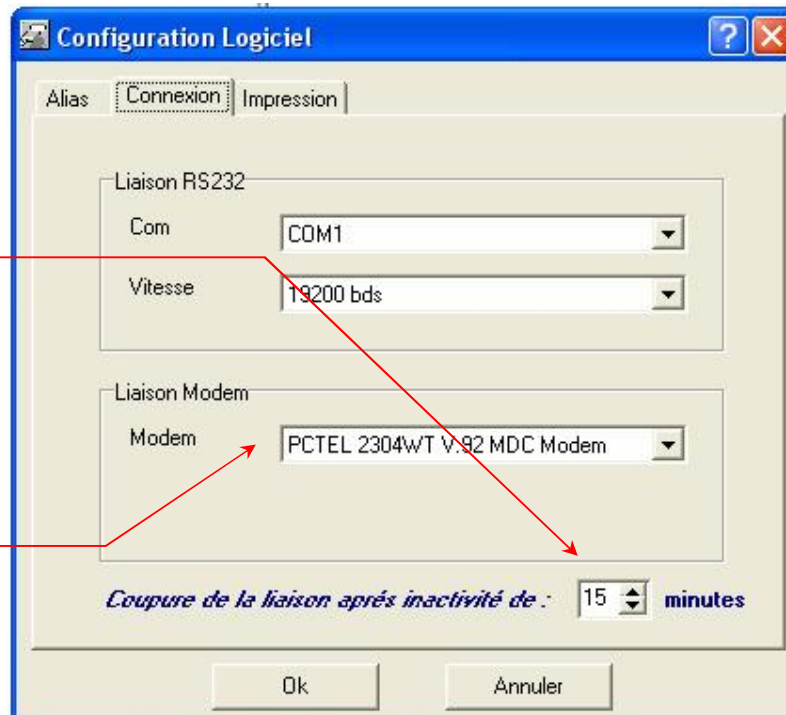 Configuration Logiciel
Alias Connexion Impression
Liaison RS232
Com COM1
Vitesse 19200 bds
Liaison Modem
Modem PCTEL 2304WT V.92 MDC Modem
Coupure de la liaison aprés inactivité de : 15 minutes
Ok Annuler